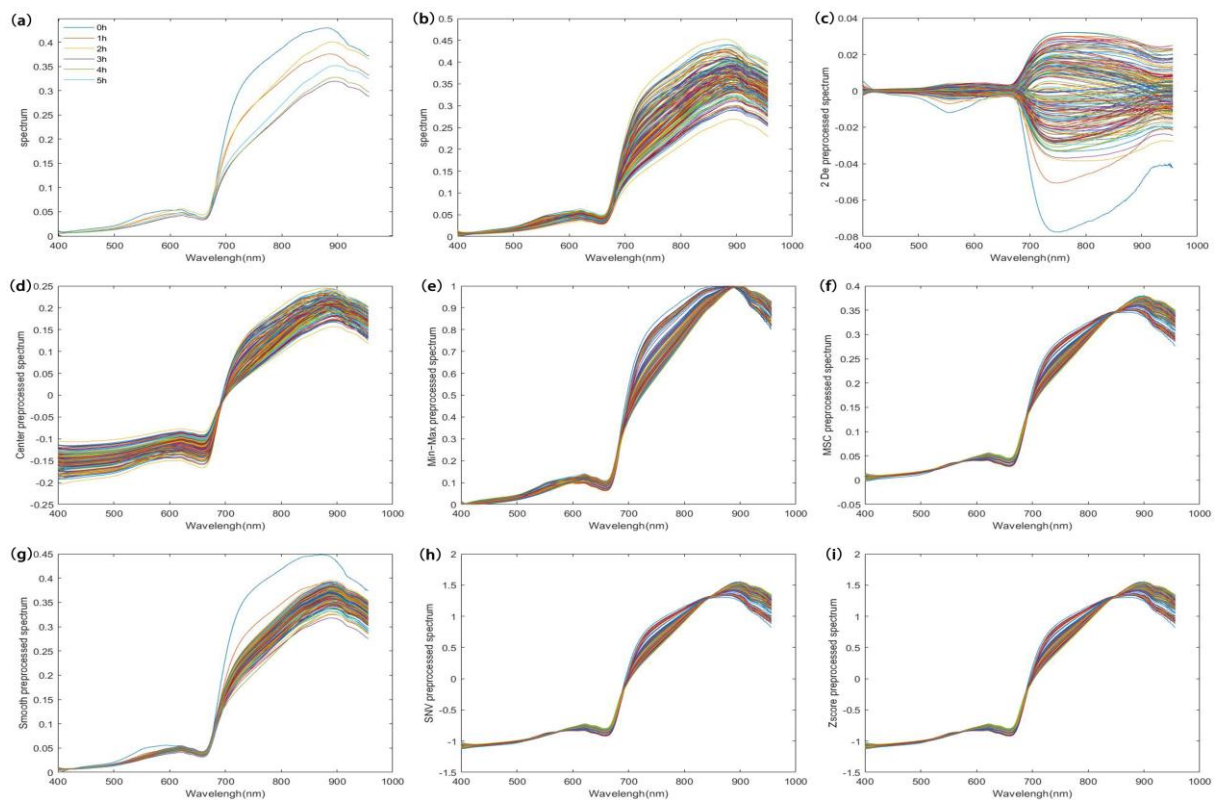 (a)
0h
1h
2h
3h
4h
5h
0.4
0.35
0.3
0.25
0.2
0.15
0.1
0.05
0
400 500 600 700 800 900 1000
spectrum
Wavelengh(nm)
(b)
0.5
0.45
0.4
0.35
0.3
0.25
0.2
0.15
0.1
0.05
0
400 500 600 700 800 900 1000
spectrum
Wavelengh(nm)
(c)
0.04
0.02
0
-0.02
-0.04
-0.06
-0.08
400 500 600 700 800 900 1000
2 De preprocessed spectrum
Wavelengh(nm)
(d)
0.25
0.2
0.15
0.1
0.05
0
-0.05
-0.1
-0.15
-0.2
-0.25
400 500 600 700 800 900 1000
Center preprocessed spectrum
Wavelengh(nm)
(e)
1
0.9
0.8
0.7
0.6
0.5
0.4
0.3
0.2
0.1
0
400 500 600 700 800 900 1000
Min-Max preprocessed spectrum
Wavelengh(nm)
(f)
0.4
0.35
0.3
0.25
0.2
0.15
0.1
0.05
0
-0.05
400 500 600 700 800 900 1000
MSC preprocessed spectrum
Wavelengh(nm)
(g)
0.45
0.4
0.35
0.3
0.25
0.2
0.15
0.1
0.05
0
400 500 600 700 800 900 1000
Smooth preprocessed spectrum
Wavelengh(nm)
(h)
2
1.5
1
0.5
0
-0.5
-1
-1.5
400 500 600 700 800 900 1000
SNV preprocessed spectrum
Wavelengh(nm)
(i)
2
1.5
1
0.5
0
-0.5
-1
-1.5
400 500 600 700 800 900 1000
Zscore preprocessed spectrum
Wavelengh(nm)